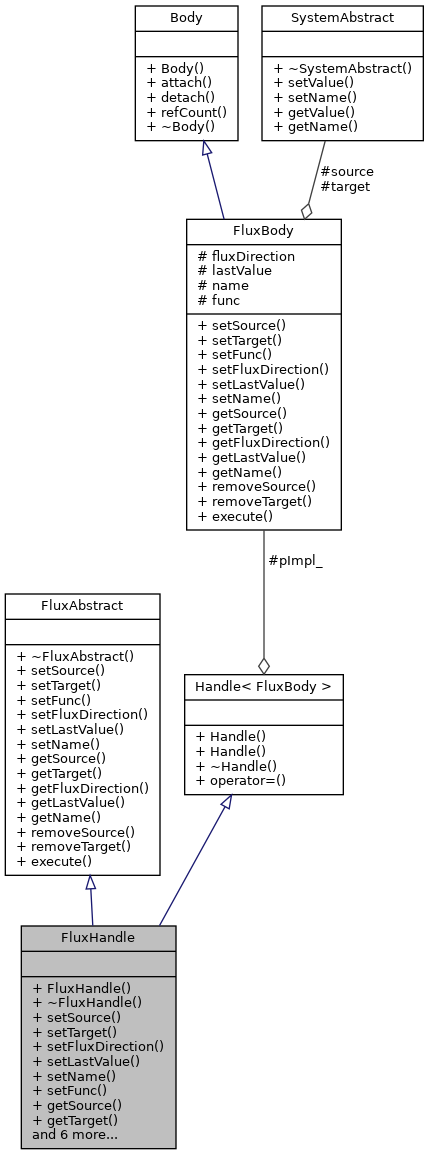 Body
+ Body()
+ attach()
+ detach()
+ refCount()
+ ~Body()
SystemAbstract
+ ~SystemAbstract()
+ setValue()
+ setName()
+ getValue()
+ getName()
#source
#target
FluxBody
# fluxDirection
# lastValue
# name
# func
+ setSource()
+ setTarget()
+ setFunc()
+ setFluxDirection()
+ setLastValue()
+ setName()
+ getSource()
+ getTarget()
+ getFluxDirection()
+ getLastValue()
+ getName()
+ removeSource()
+ removeTarget()
+ execute()
#pImpl_
FluxAbstract
+ ~FluxAbstract()
+ setSource()
+ setTarget()
+ setFunc()
+ setFluxDirection()
+ setLastValue()
+ setName()
+ getSource()
+ getTarget()
+ getFluxDirection()
+ getLastValue()
+ getName()
+ removeSource()
+ removeTarget()
+ execute()
Handle< FluxBody >
+ Handle()
+ Handle()
+ ~Handle()
+ operator=()
FluxHandle
+ FluxHandle()
+ ~FluxHandle()
+ setSource()
+ setTarget()
+ setFluxDirection()
+ setLastValue()
+ setName()
+ setFunc()
+ getSource()
+ getTarget()
and 6 more...